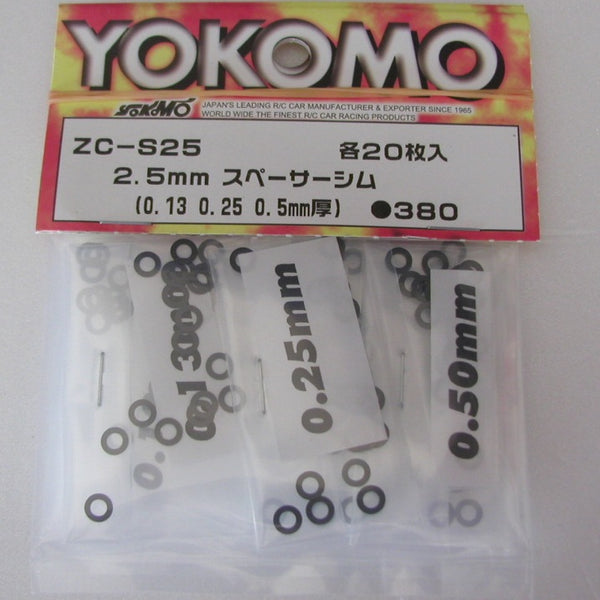 YOKOMO
YOKOMO
JAPAN'S LEADING R/C CAR MANUFACTURER & EXPORTER SINCE 1965
WORLD WIDE THE FINEST R/C CAR RACING PRODUCTS
ZC-S25 各20枚入
2.5mm スペーサーシム
(0.13 0.25 0.5mm厚) ●380
0.13mm
0.25mm
0.50mm